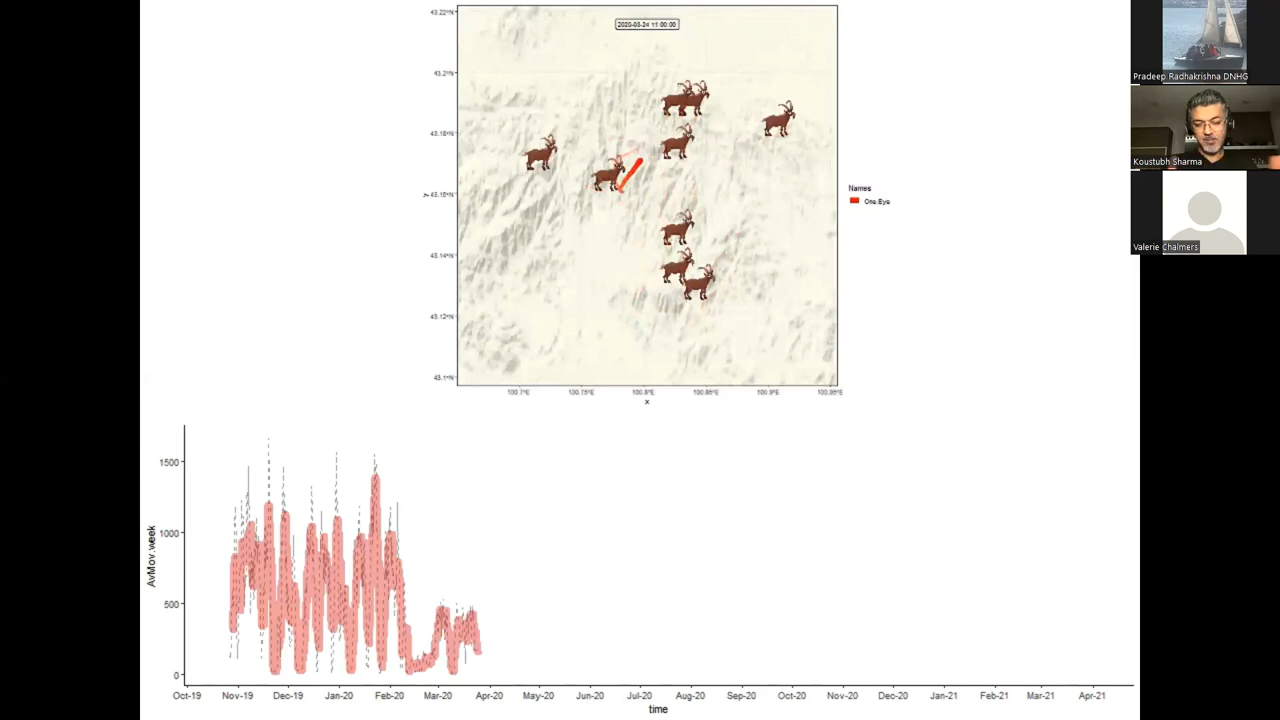 43.22°N
2020-03-24 11:00:00
43.2°N
43.18°N
43.16°N
43.14°N
43.12°N
43.1°N
y
100.7°E 100.75°E 100.8°E 100.85°E 100.9°E 100.95°E
x
Names
One.Eye
Pradeep Radhakrishna DNHG
Koustubh Sharma
Valerie Chalmers
AvMov.week
1500
1000
500
0
Oct-19 Nov-19 Dec-19 Jan-20 Feb-20 Mar-20 Apr-20 May-20 Jun-20 Jul-20 Aug-20 Sep-20 Oct-20 Nov-20 Dec-20 Jan-21 Feb-21 Mar-21 Apr-21
time